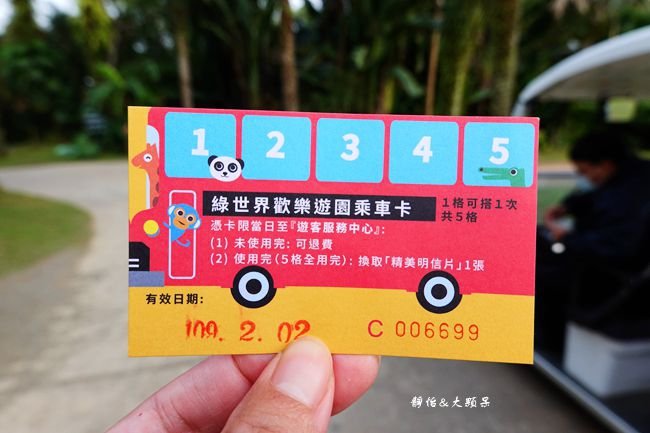 1 2 3 4 5
綠世界歡樂遊園乘車卡
1格可搭1次
共5格
憑卡限當日至『遊客服務中心』:
(1) 未使用完: 可退費
(2) 使用完(5格全用完): 換取「精美明信片」1張
有效日期:
109. 2. 02
C 006699
靜怡&大顆呆